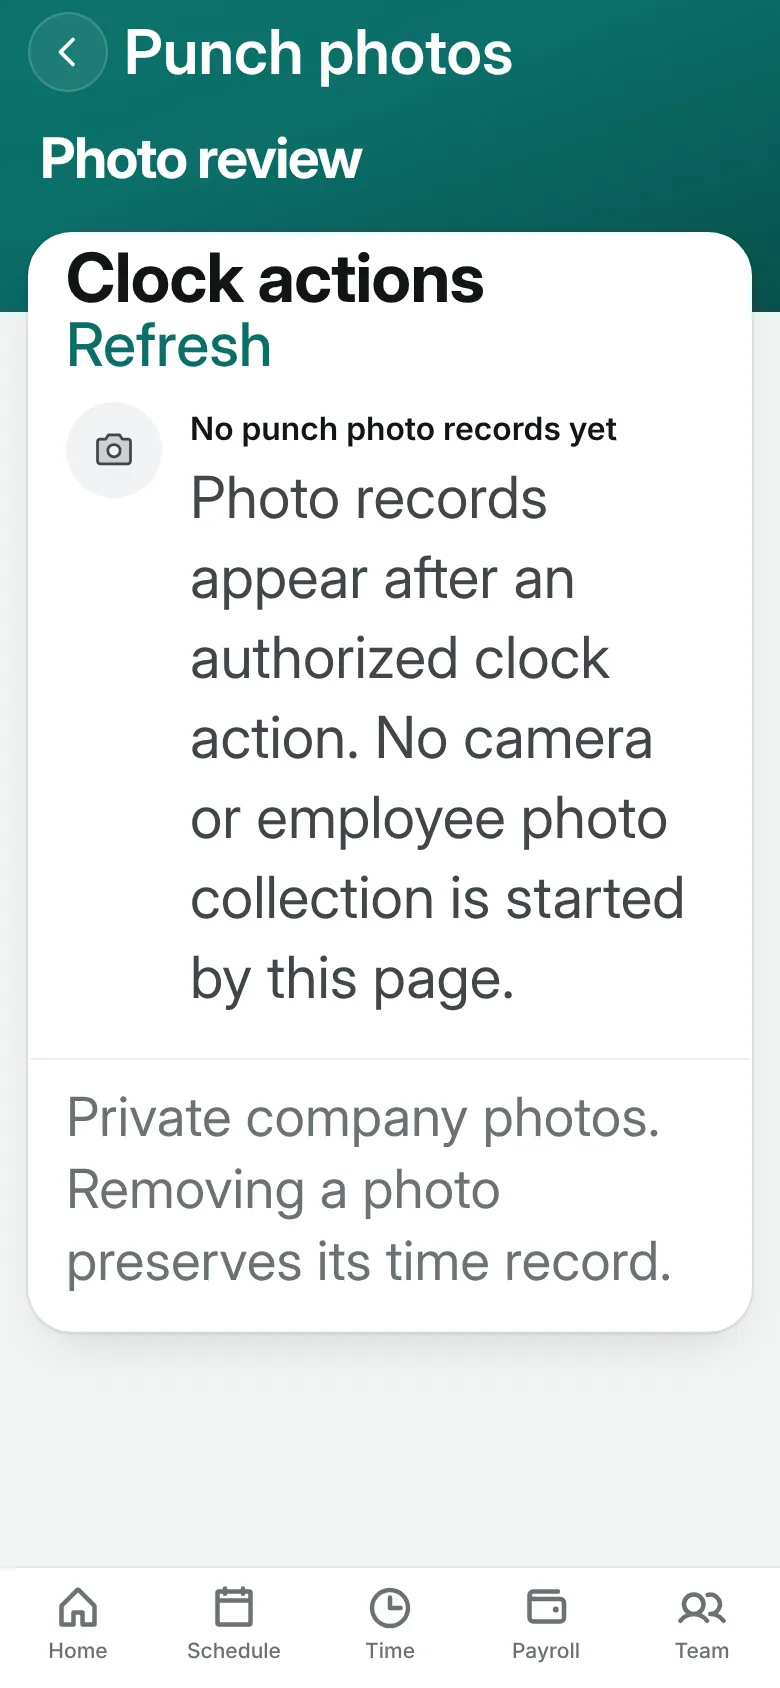 Punch photos
Photo review
Clock actions
Refresh
No punch photo records yet
Photo records
appear after an
authorized clock
action. No camera
or employee photo
collection is started
by this page.
Private company photos.
Removing a photo
preserves its time record.
Home
Schedule
Time
Payroll
Team